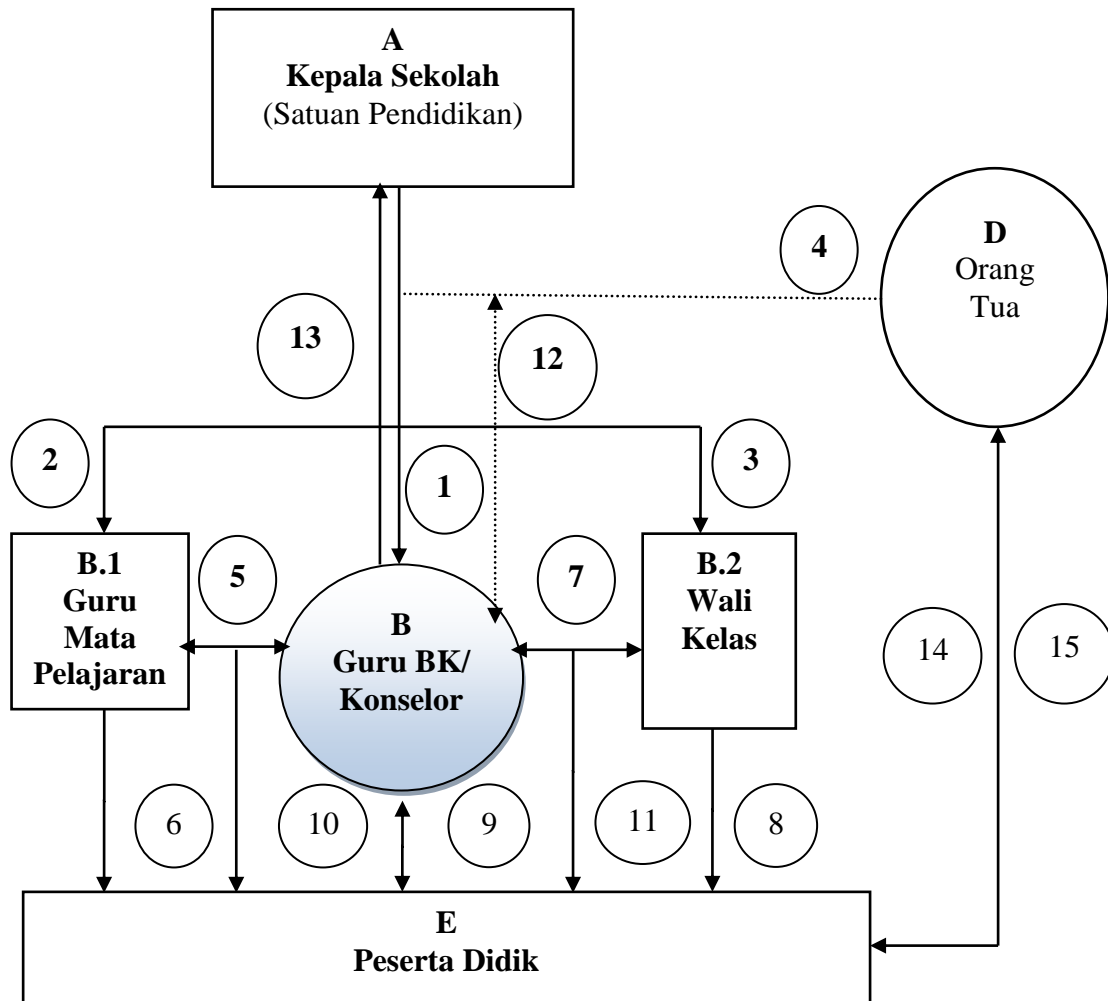 A
Kepala Sekolah
(Satuan Pendidikan)
D
Orang
Tua
4
13
12
2
1
3
B.1
Guru
Mata
Pelajaran
5
B
Guru BK/
Konselor
7
B.2
Wali
Kelas
14
15
6
10
9
11
8
E
Peserta Didik